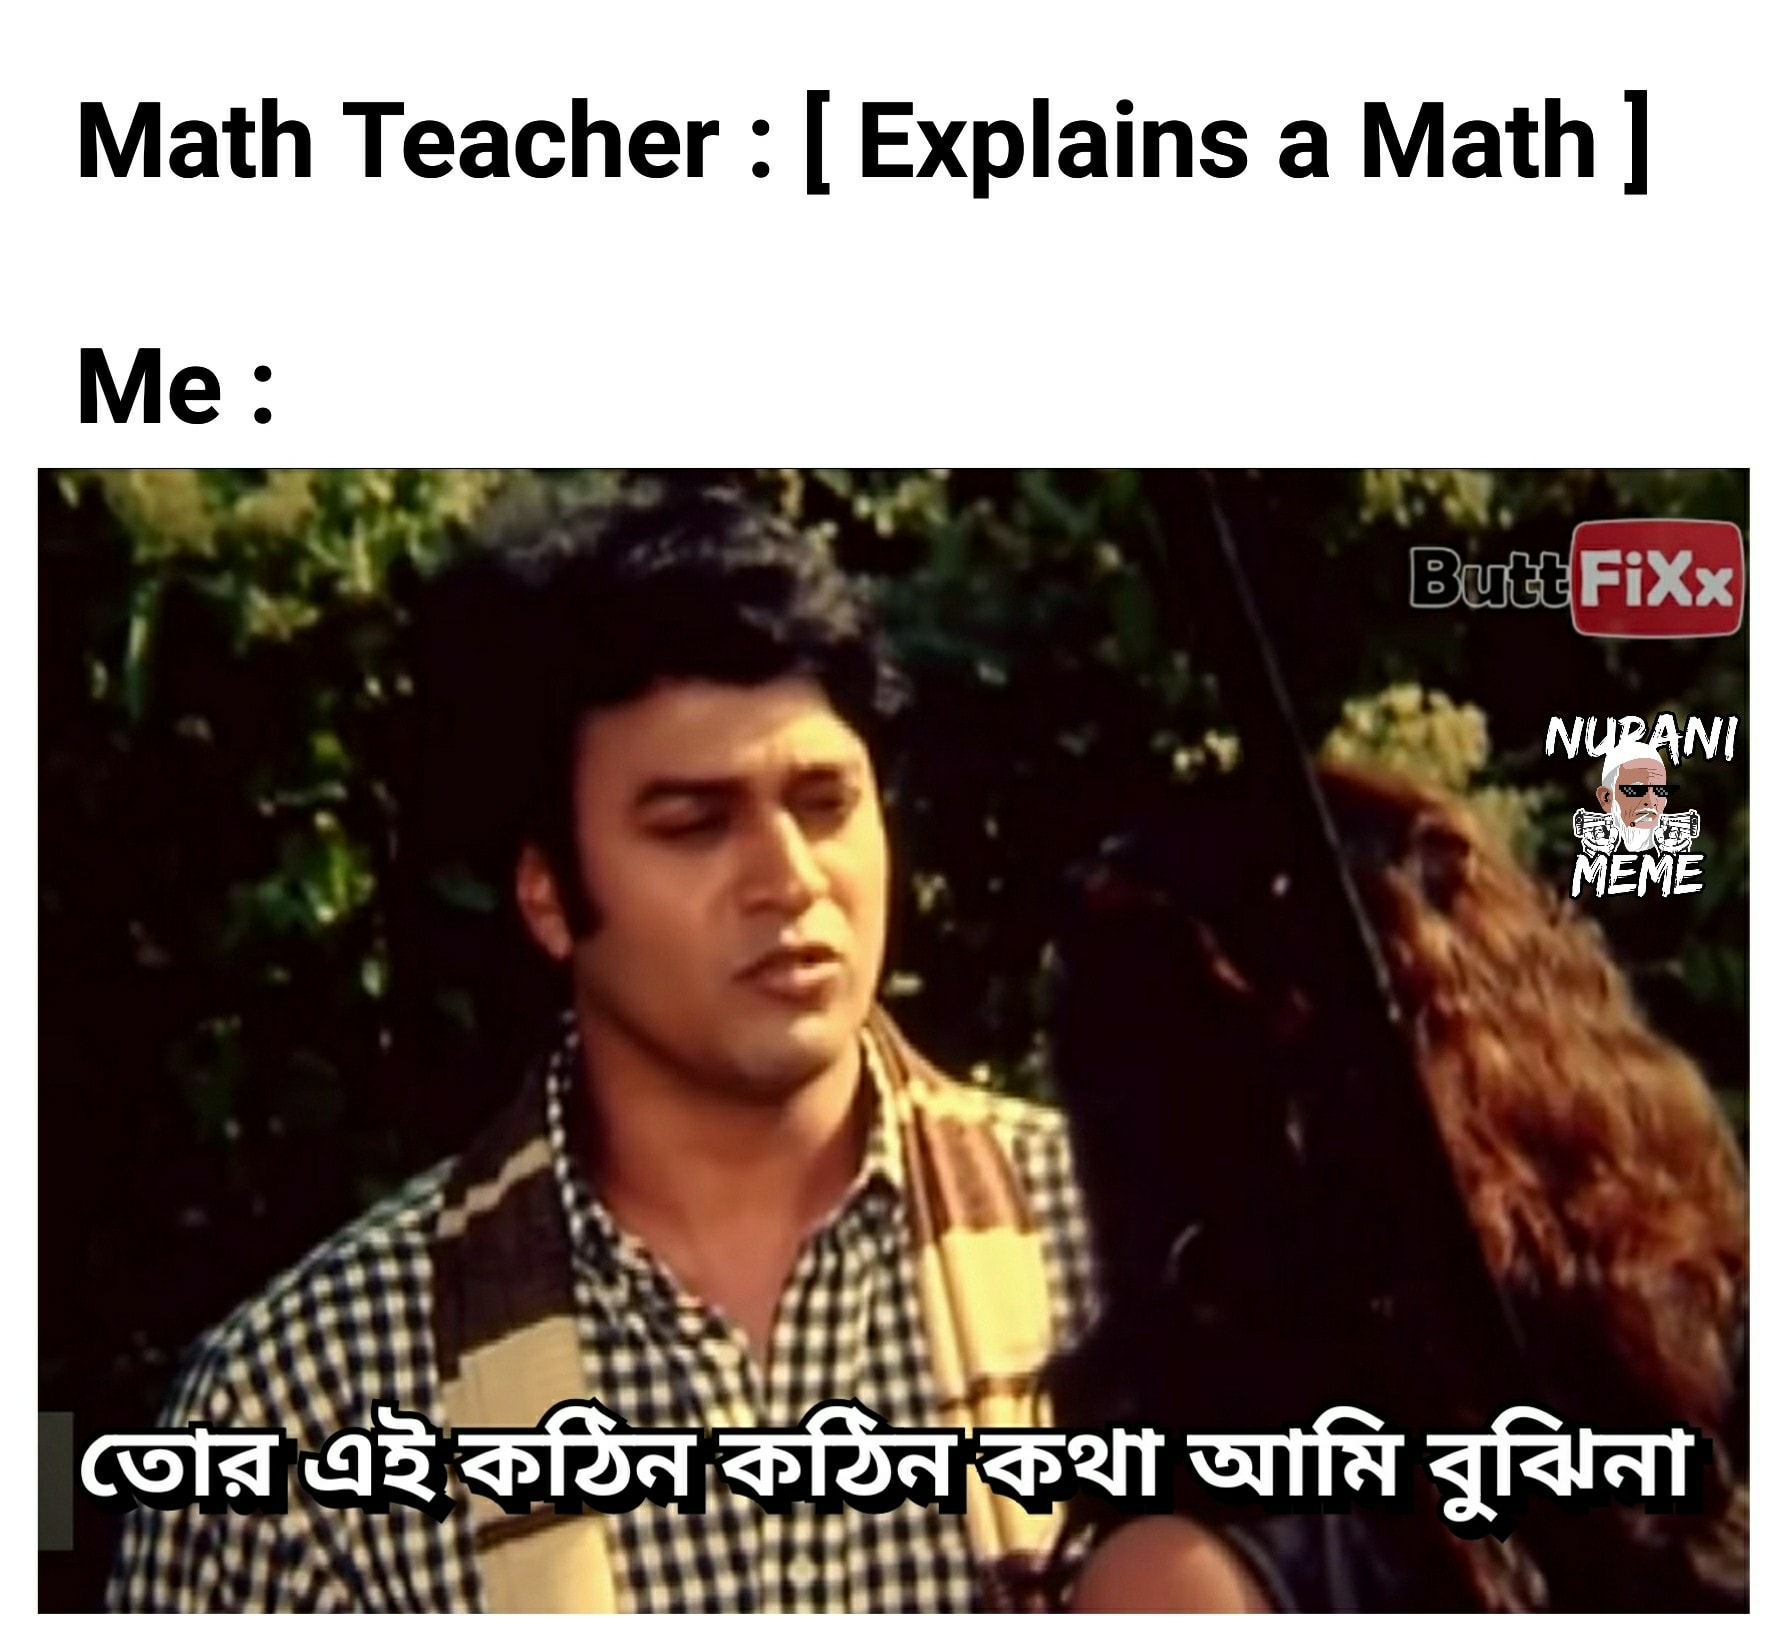 Math Teacher : [ Explains a Math ]
Me :
ButtFiXx
NURANI
MEME
তোর এই কঠিন কঠিন কথা আমি বুঝিনা